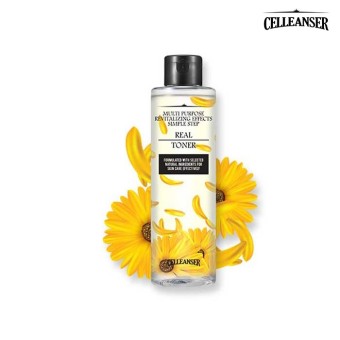 CELLEANSER
MULTI PURPOSE
REVITALIZING EFFECTS
SIMPLE STEP
REAL
TONER
FORMULATED WITH SELECTED
NATURAL INGREDIENTS FOR
SKIN CARE EFFECTIVELY
CELLEANSER